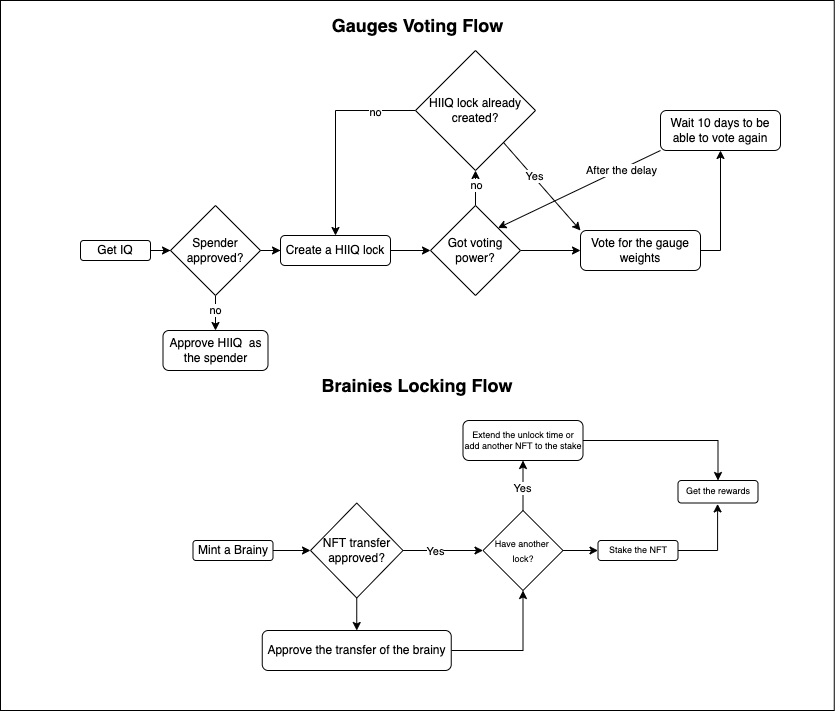 Gauges Voting Flow
HIIQ lock already
created?
no
Wait 10 days to be
able to vote again
After the delay
Yes
no
Get IQ
Spender
approved?
Create a HIIQ lock
Got voting
power?
Vote for the gauge
weights
no
Approve HIIQ  as
the spender
Brainies Locking Flow
Extend the unlock time or
add another NFT to the stake
Yes
Get the rewards
Mint a Brainy
NFT transfer
approved?
Yes
Have another
lock?
Stake the NFT
Approve the transfer of the brainy